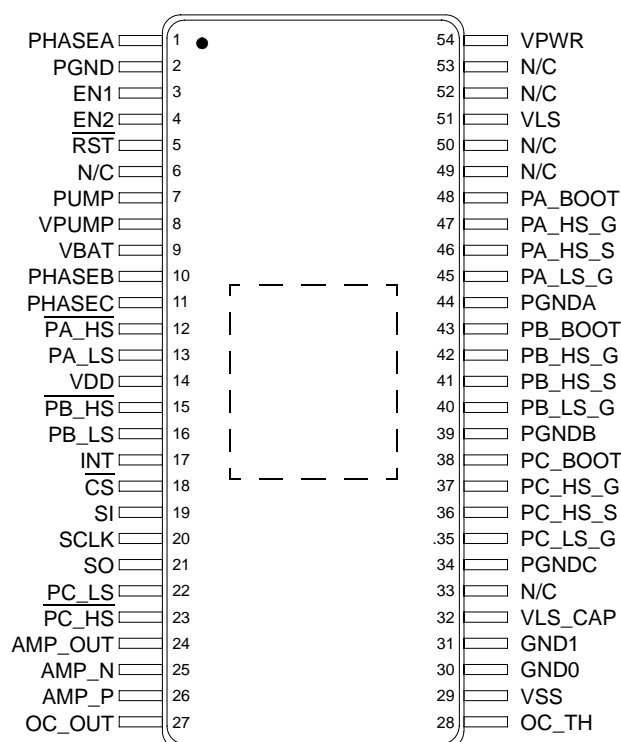 PHASEA 1 54 VPWR
PGND 2 53 N/C
EN1 3 52 N/C
EN2 4 51 VLS
RST 5 50 N/C
N/C 6 49 N/C
PUMP 7 48 PA_BOOT
VPUMP 8 47 PA_HS_G
VBAT 9 46 PA_HS_S
PHASEB 10 45 PA_LS_G
PHASEC 11 44 PGNDA
PA_HS 12 43 PB_BOOT
PA_LS 13 42 PB_HS_G
VDD 14 41 PB_HS_S
PB_HS 15 40 PB_LS_G
PB_LS 16 39 PGNDB
INT 17 38 PC_BOOT
CS 18 37 PC_HS_G
SI 19 36 PC_HS_S
SCLK 20 .35 PC_LS_G
SO 21 34 PGNDC
PC_LS 22 33 N/C
PC_HS 23 32 VLS_CAP
AMP_OUT 24 31 GND1
AMP_N 25 30 GND0
AMP_P 26 29 VSS
OC_OUT 27 28 OC_TH